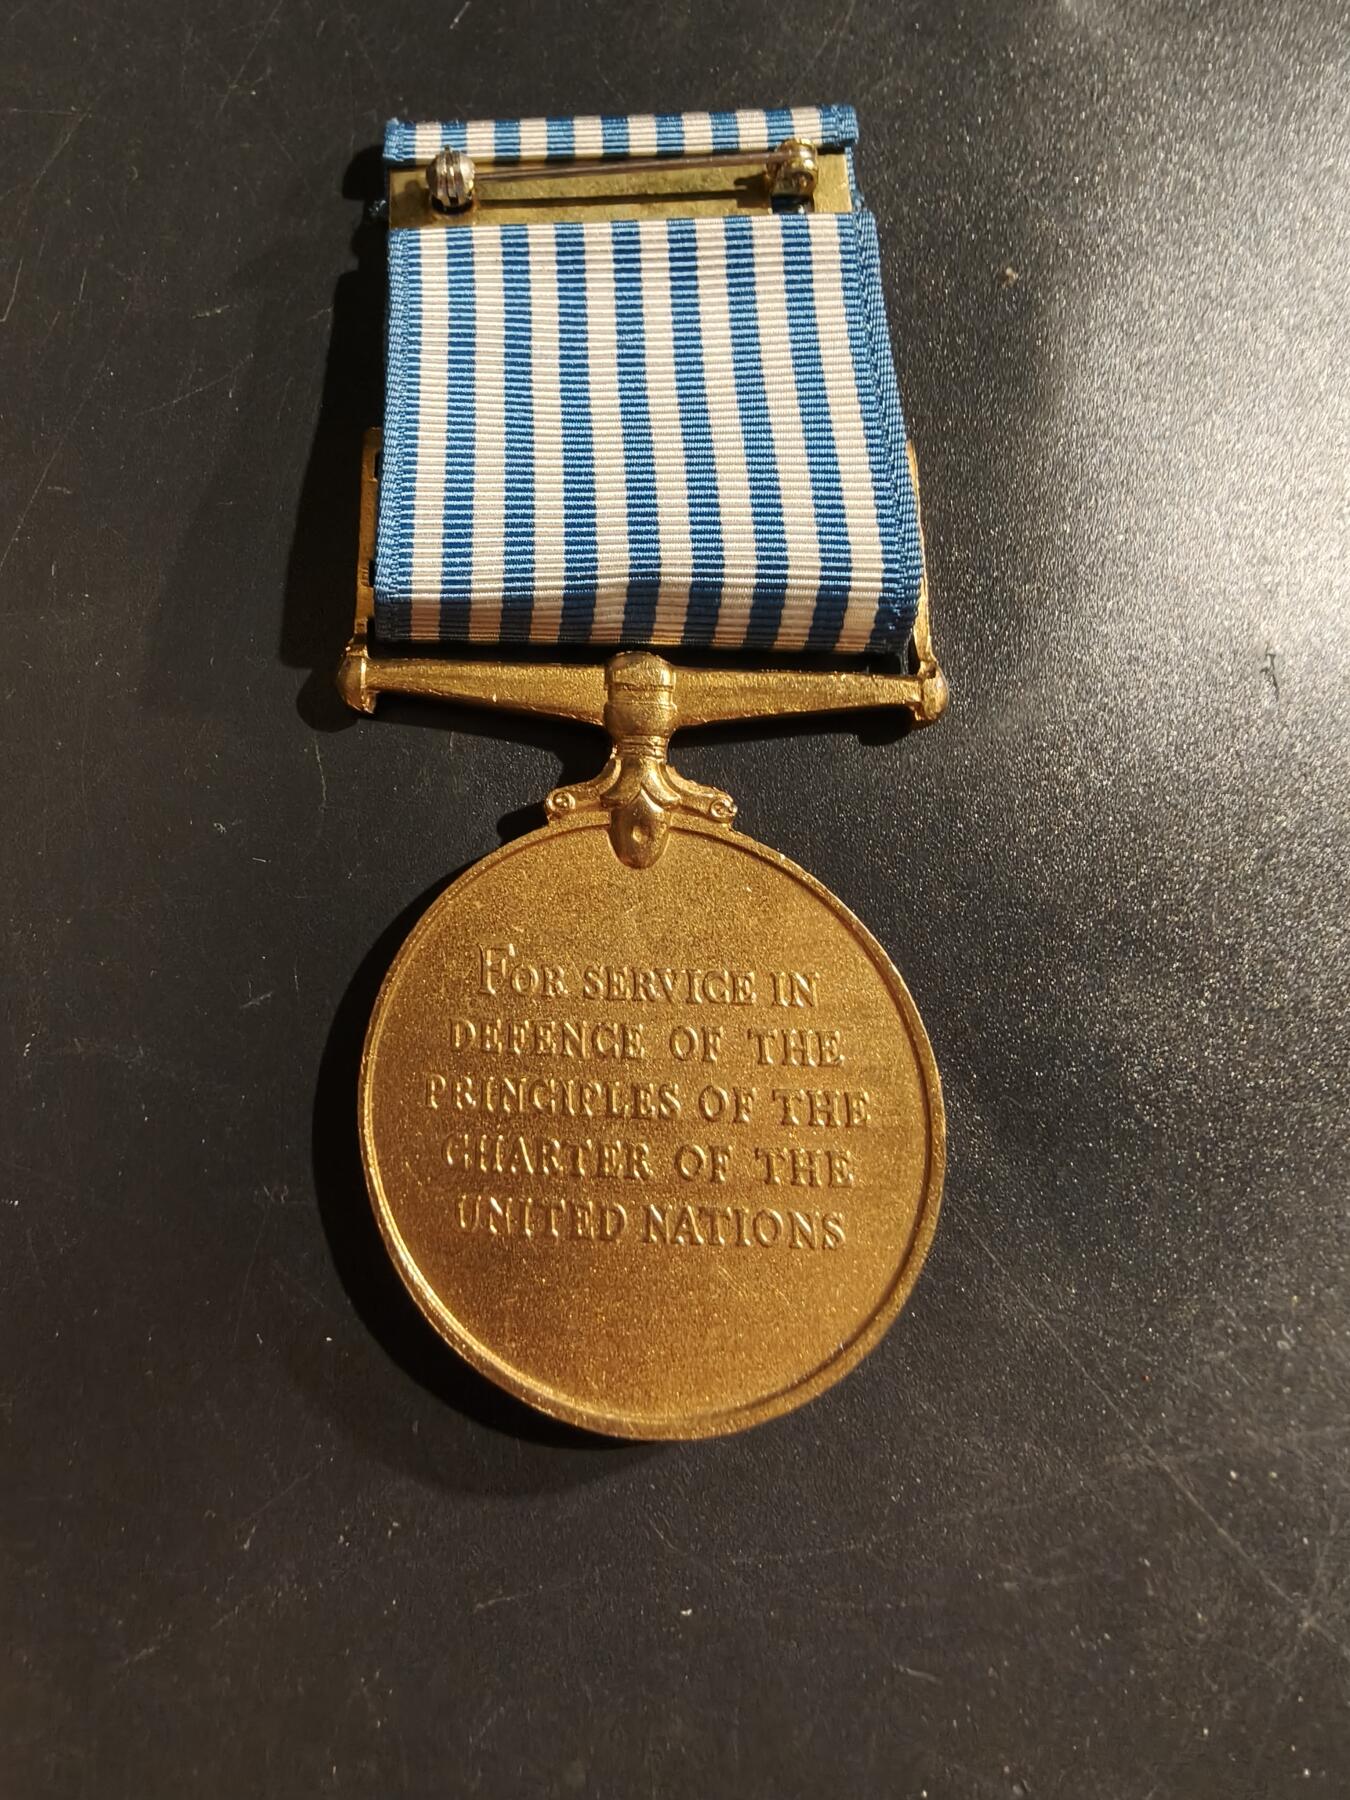 FOR SERVICE IN
DEFENCE OF THE
PRINCIPLES OF THE
CHARTER OF THE
UNITED NATIONS